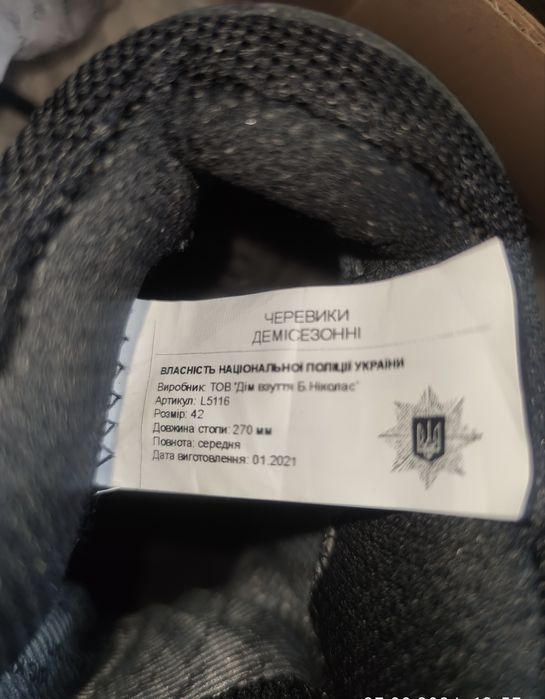 ЧЕРЕВИКИ
ДЕМІСЕЗОННІ
ВЛАСНІСТЬ НАЦІОНАЛЬНОЇ ПОЛІЦІЇ УКРАЇНИ
Виробник: ТОВ "Дім взуття Б.Ніколас"
Артикул: L5116
Розмір: 42
Довжина стопи: 270 мм
Повнота: середня
Дата виготовлення: 01.2021